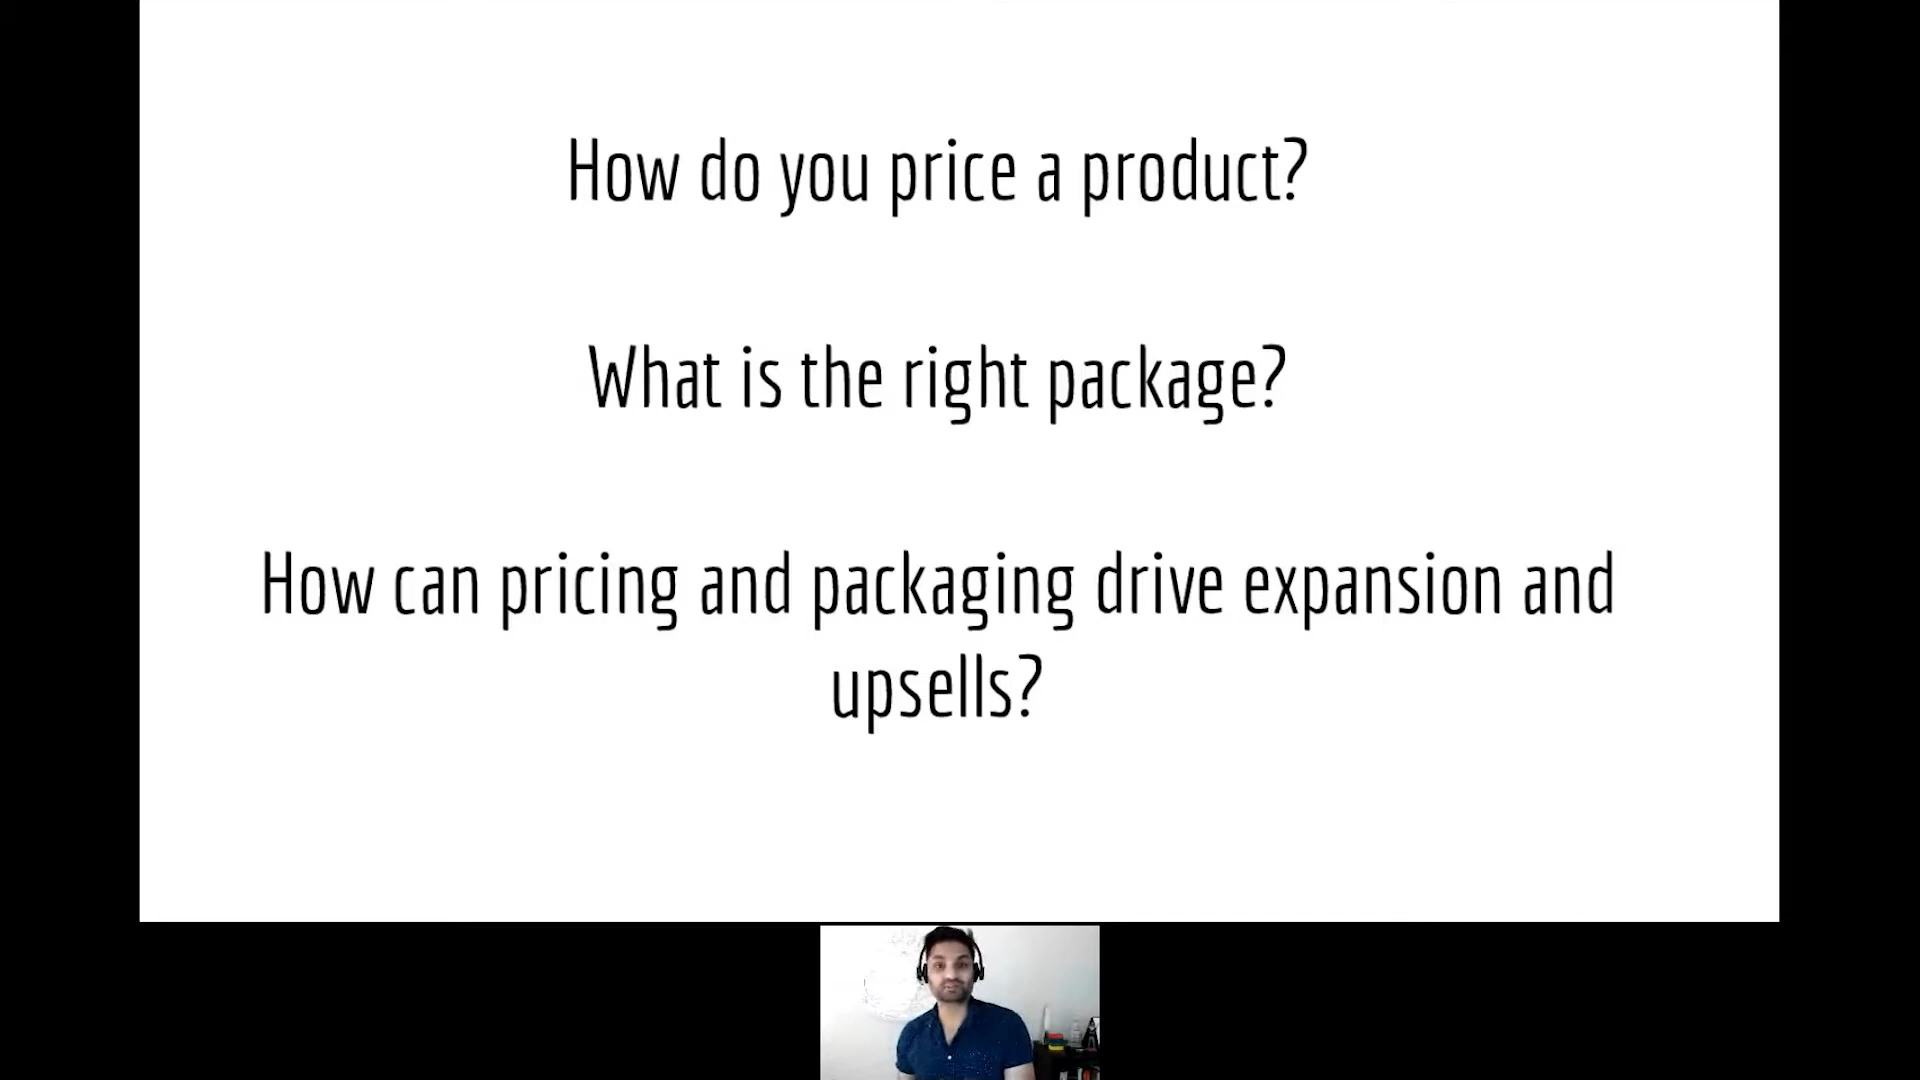 How do you price a product?
What is the right package?
How can pricing and packaging drive expansion and
upsells?